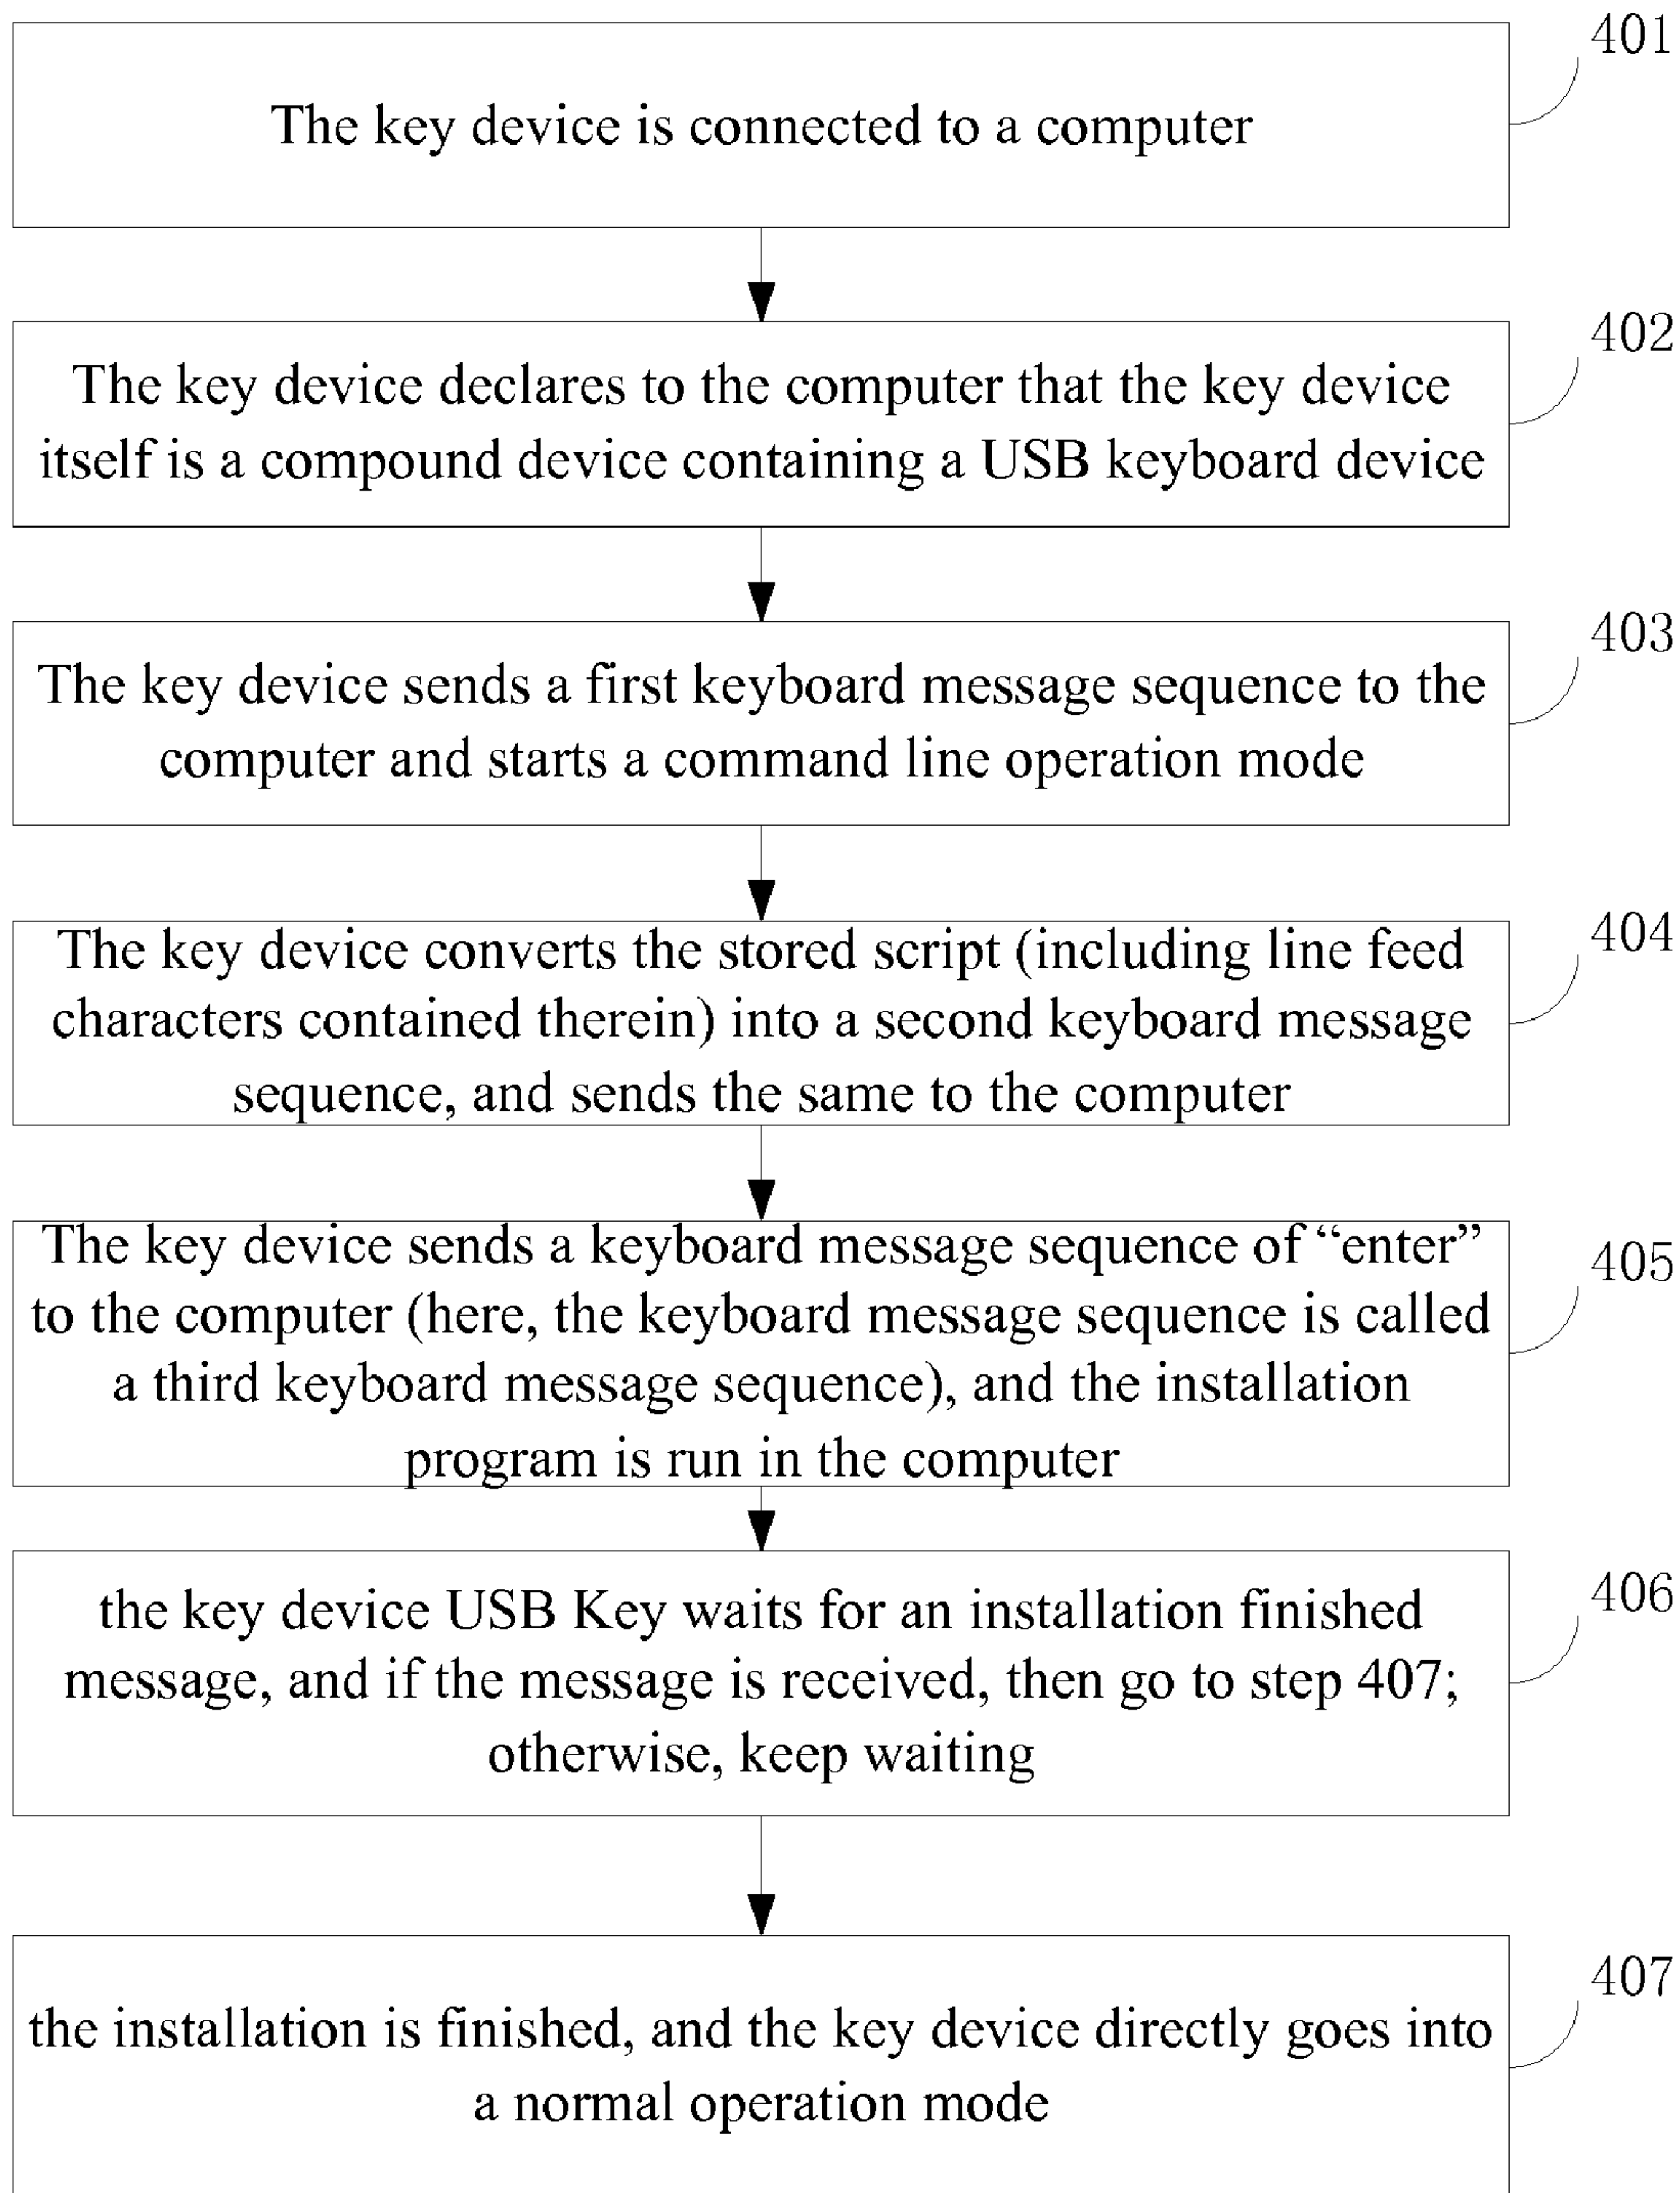 401
The key device is connected to a computer
402
The key device declares to the computer that the key device
itself is a compound device containing a USB keyboard device
403
The key device sends a first keyboard message sequence to the
computer and starts a command line operation mode
404
The key device converts the stored script (including line feed
characters contained therein) into a second keyboard message
sequence, and sends the same to the computer
405
The key device sends a keyboard message sequence of “enter”
to the computer (here, the keyboard message sequence is called
a third keyboard message sequence), and the installation
program is run in the computer
406
the key device USB Key waits for an installation finished
message, and if the message is received, then go to step 407;
otherwise, keep waiting
407
the installation is finished, and the key device directly goes into
a normal operation mode